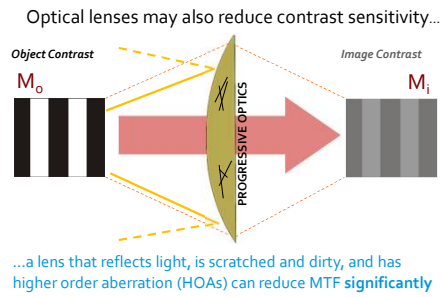 Optical lenses may also reduce contrast sensitivity...
Object Contrast
Image Contrast
Mo
Mi
PROGRESSIVE OPTICS
...a lens that reflects light, is scratched and dirty, and has
higher order aberration (HOAs) can reduce MTF significantly